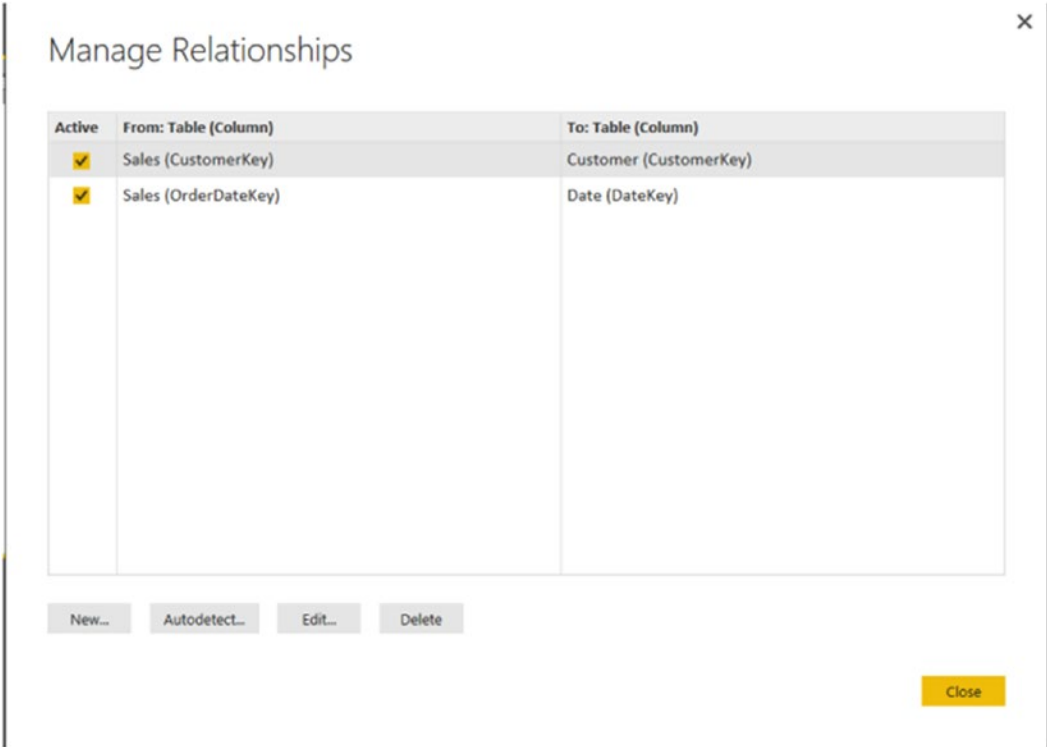 Manage Relationships
Active From: Table (Column) To: Table (Column)
Sales (CustomerKey) Customer (CustomerKey)
Sales (OrderDateKey) Date (DateKey)
New... Autodetect... Edit... Delete
Close